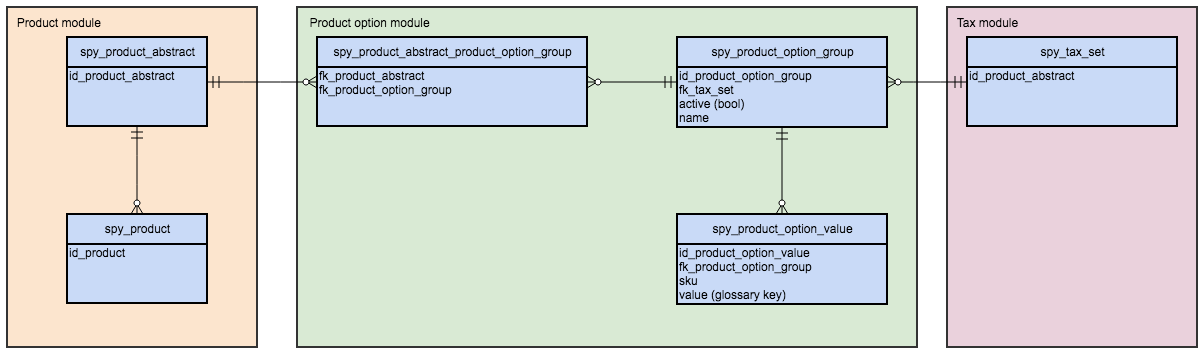 Product module
spy_product_abstract
id_product_abstract
spy_product
id_product
Product option module
spy_product_abstract_product_option_group
fk_product_abstract
fk_product_option_group
spy_product_option_group
id_product_option_group
fk_tax_set
active (bool)
name
spy_product_option_value
id_product_option_value
fk_product_option_group
sku
value (glossary key)
Tax module
spy_tax_set
id_product_abstract